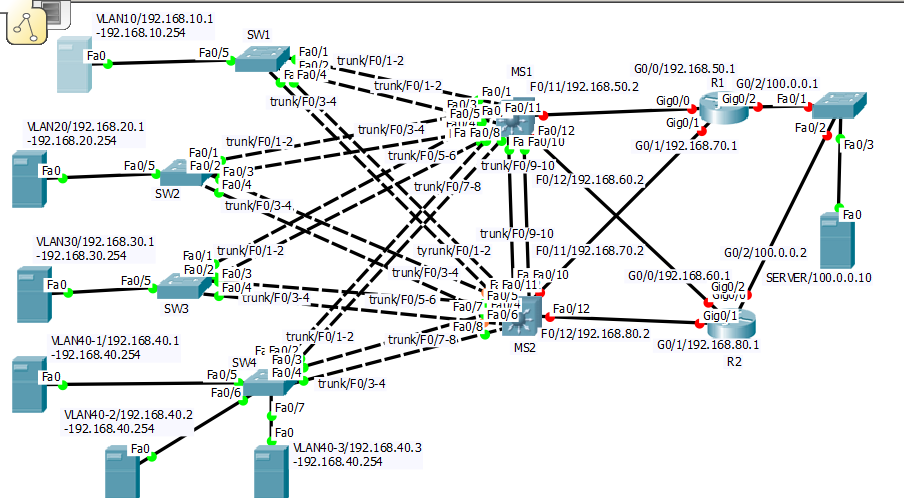 VLAN10/192.168.10.1
-192.168.10.254
Fa0
Fa0/5
SW1
Fa0/1
Fa0/2
Fa0/4
trunk/F0/1-2
trunk/F0/1-2
trunk/F0/3-4
VLAN20/192.168.20.1
-192.168.20.254
Fa0
Fa0/5
SW2
Fa0/1
Fa0/2
Fa0/3
Fa0/4
trunk/F0/1-2
trunk/F0/3-4
trunk/F0/3-4
VLAN30/192.168.30.1
-192.168.30.254
Fa0
Fa0/5
SW3
Fa0/1
Fa0/2
Fa0/3
Fa0/4
trunk/F0/1-2
trunk/F0/3-4
trunk/F0/5-6
trunk/F0/5-6
VLAN40-1/192.168.40.1
-192.168.40.254
Fa0
Fa0/5
Fa0/6
SW4
Fa0/2
Fa0/3
Fa0/4
Fa0/7
trunk/F0/1-2
trunk/F0/3-4
trunk/F0/7-8
trunk/F0/7-8
VLAN40-2/192.168.40.2
-192.168.40.254
Fa0
Fa0
VLAN40-3/192.168.40.3
-192.168.40.254
MS1
Fa0/1
Fa0/3
Fa0/5
Fa0/8
Fa0/11
Fa0/12
Fa0/10
F0/11/192.168.50.2
F0/12/192.168.60.2
trunk/F0/9-10
trunk/F0/9-10
tyrunk/F0/1-2
trunk/F0/3-4
MS2
Fa0/10
Fa0/11
Fa0/5
Fa0/4
Fa0/7
Fa0/6
Fa0/8
Fa0/12
F0/11/192.168.70.2
F0/12/192.168.80.2
G0/0/192.168.50.1
R1
Gig0/0
Gig0/2
Gig0/1
G0/1/192.168.70.1
G0/2/100.0.0.1
Fa0/1
Fa0/2
Fa0/3
Fa0
SERVER/100.0.0.10
G0/2/100.0.0.2
G0/0/192.168.60.1
Gig0/2
Gig0/0
Gig0/1
G0/1/192.168.80.1
R2